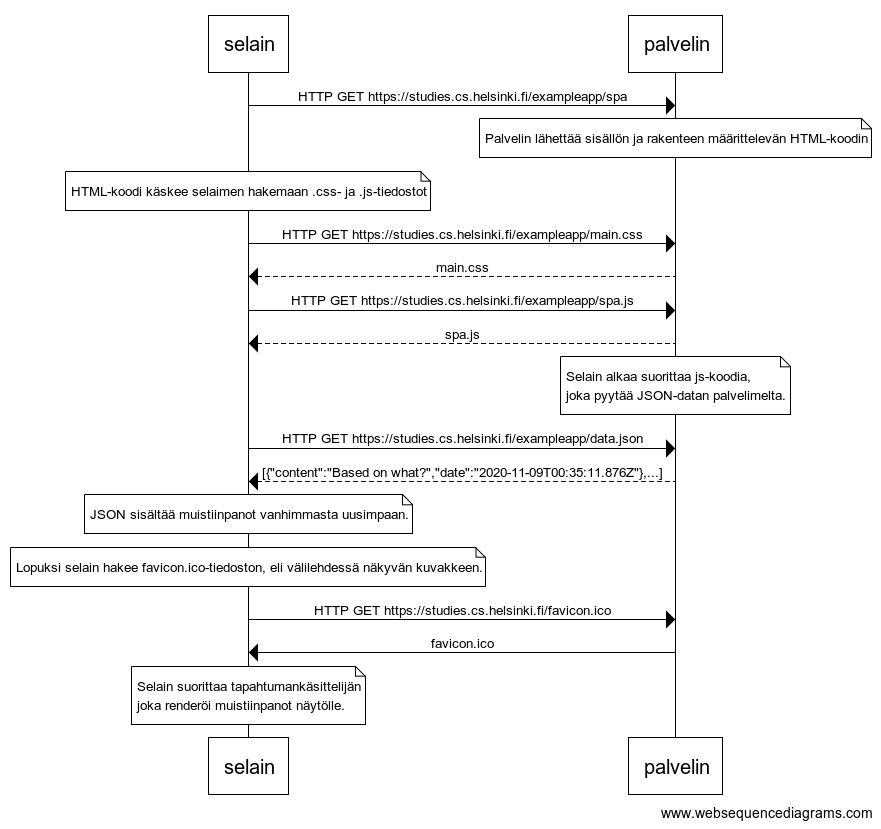 selain
palvelin
HTTP GET https://studies.cs.helsinki.fi/exampleapp/spa
Palvelin lähettää sisällön ja rakenteen määrittelevän HTML-koodin
HTML-koodi käskee selaimen hakemaan .css- ja .js-tiedostot
HTTP GET https://studies.cs.helsinki.fi/exampleapp/main.css
main.css
HTTP GET https://studies.cs.helsinki.fi/exampleapp/spa.js
spa.js
Selain alkaa suorittaa js-koodia,
joka pyytää JSON-datan palvelimelta.
HTTP GET https://studies.cs.helsinki.fi/exampleapp/data.json
[{"content":"Based on what?","date":"2020-11-09T00:35:11.876Z"},...]
JSON sisältää muistiinpanot vanhimmasta uusimpaan.
Lopuksi selain hakee favicon.ico-tiedoston, eli välilehdessä näkyvän kuvakkeen.
HTTP GET https://studies.cs.helsinki.fi/favicon.ico
favicon.ico
Selain suorittaa tapahtumankäsittelijän
joka renderöi muistiinpanot näytölle.
selain
palvelin
www.websequencediagrams.com